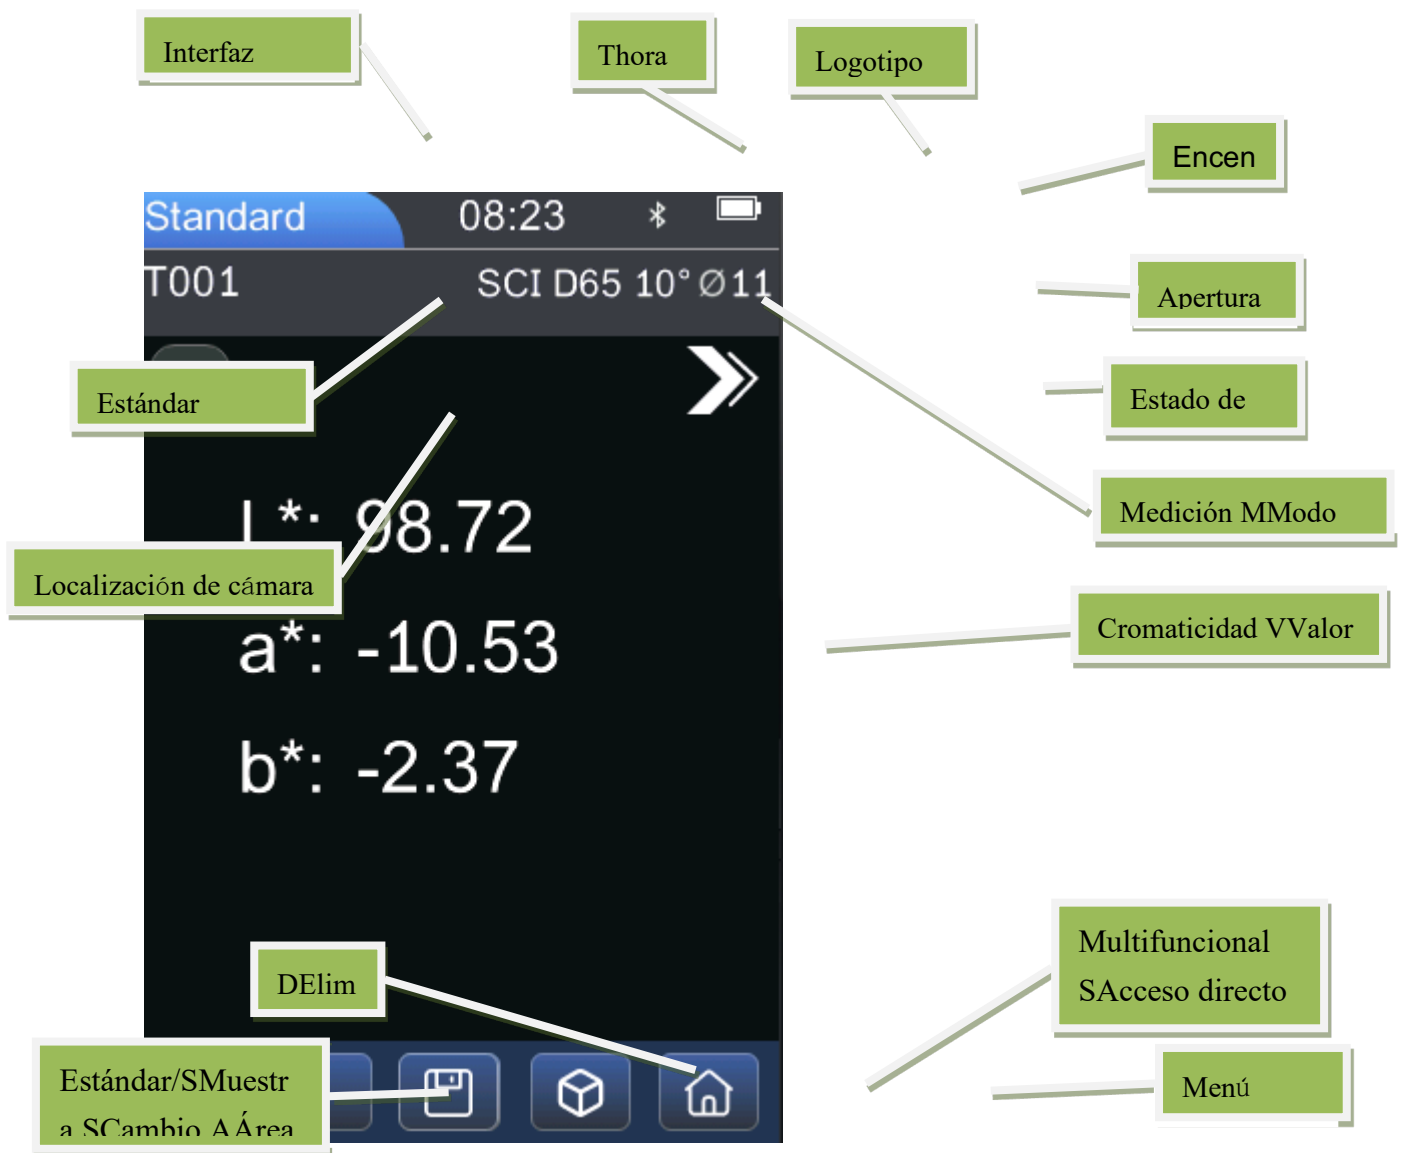 Interfaz
Thora
Logotipo
Encen
Standard
08:23
T001
SCI D65 10° Ø11
Apertura
Estándar
Estado de
L*: 98.72
Medición MModo
Localización de cámara
a*: -10.53
Cromaticidad VValor
b*: -2.37
DElim
Multifuncional
SAcceso directo
Estándar/SMuestr
a SCambio AÁrea
Menú